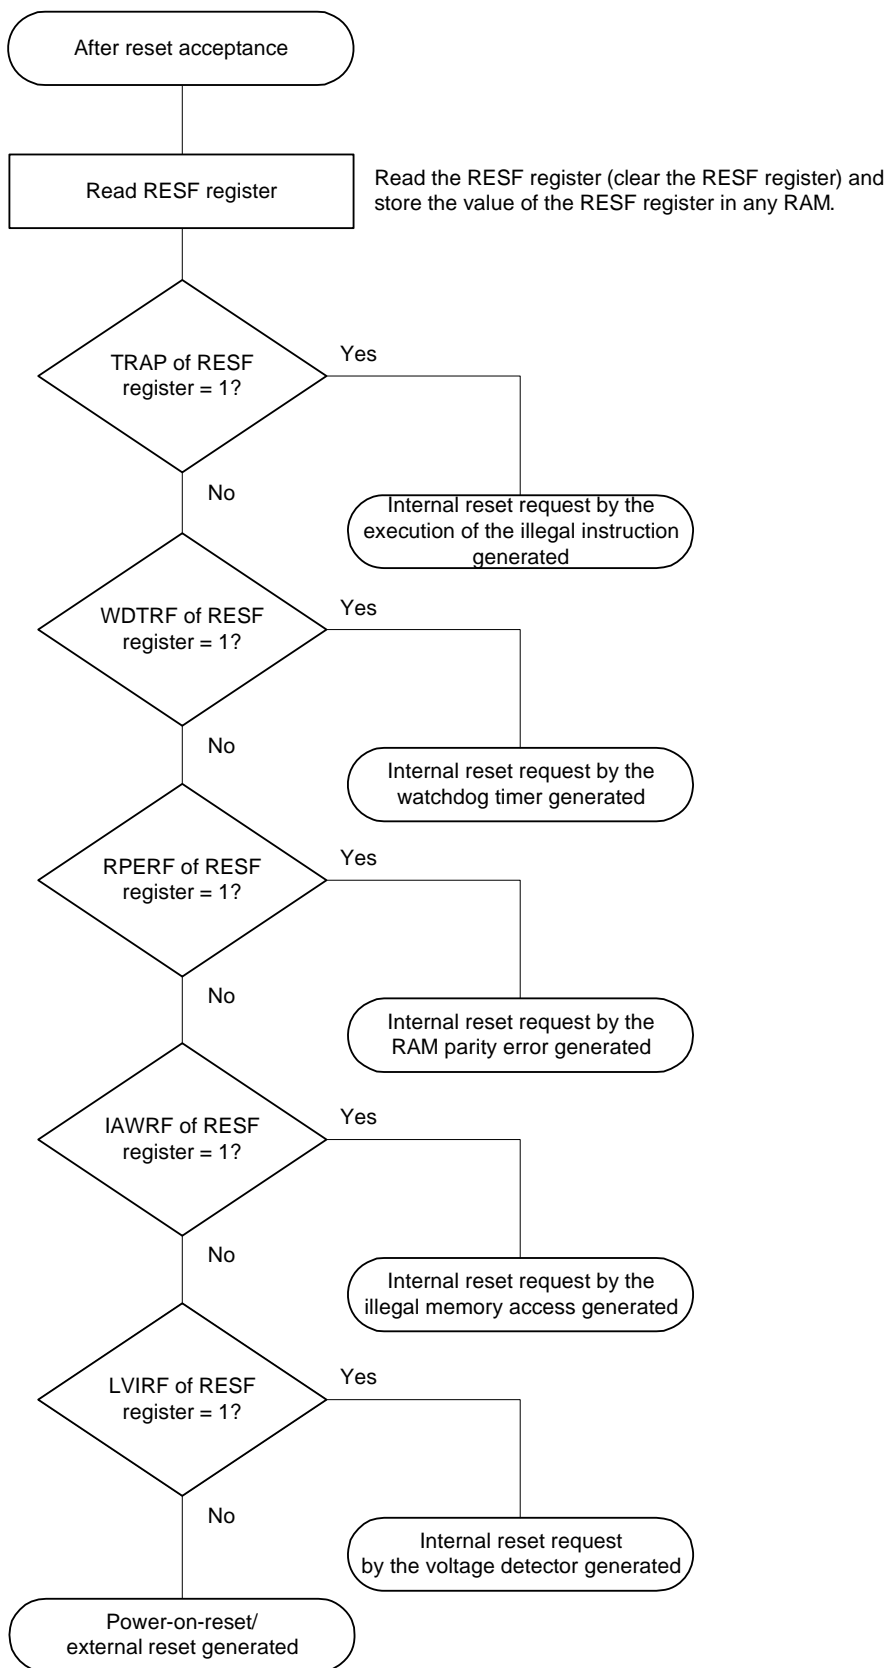 After reset acceptance
Read RESF register
Read the RESF register (clear the RESF register) and
store the value of the RESF register in any RAM.
TRAP of RESF
register = 1?
Yes
No
Internal reset request by the
execution of the illegal instruction
generated
WDTRF of RESF
register = 1?
Yes
No
Internal reset request by the
watchdog timer generated
RPERF of RESF
register = 1?
Yes
No
Internal reset request by the
RAM parity error generated
IAWRF of RESF
register = 1?
Yes
No
Internal reset request by the
illegal memory access generated
LVIRF of RESF
register = 1?
Yes
No
Internal reset request
by the voltage detector generated
Power-on-reset/
external reset generated